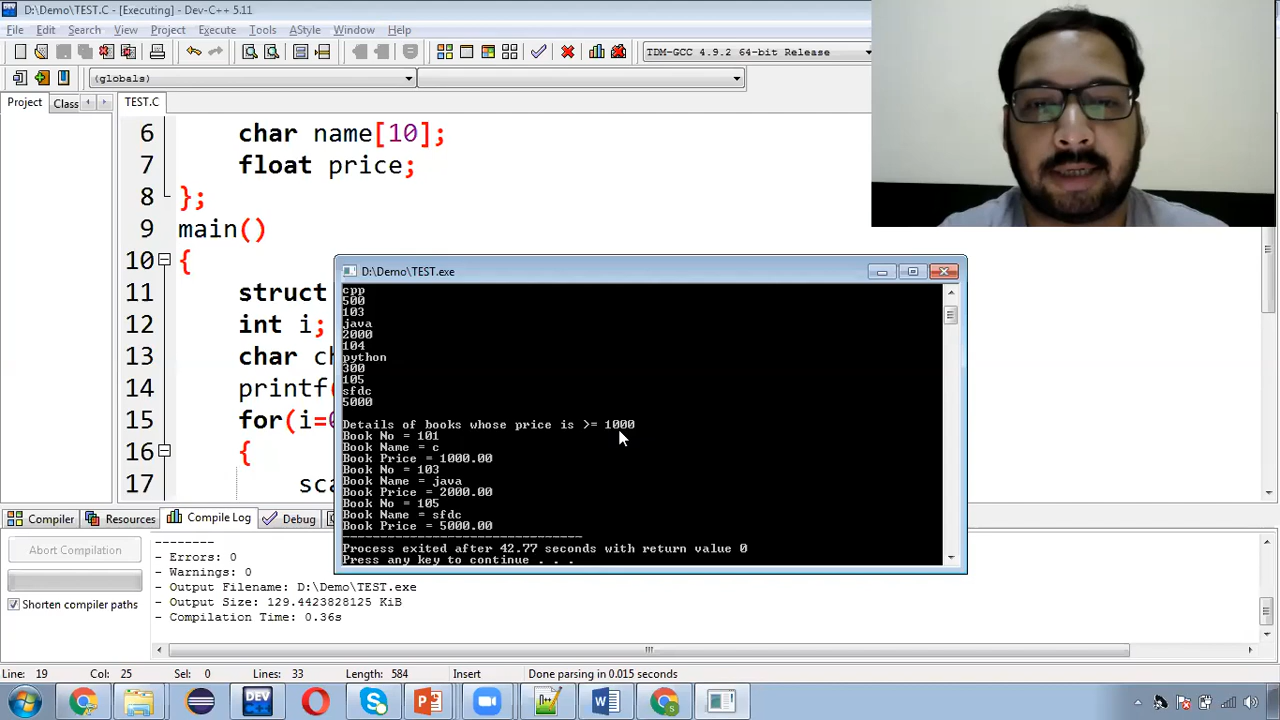 D:\Demo\TEST.C - [Executing] - Dev-C++ 5.11
File Edit Search View Project Execute Tools AStyle Window Help
TDM-GCC 4.9.2 64-bit Release
(globals)
Project Class TEST.C
6 char name[10];
7 float price;
8 };
9 main()
10 {
11 struct
12 int i;
13 char ch
14 printf(
15 for(i=0
16 {
17 sca
D:\Demo\TEST.exe
cpp
500
103
java
2000
104
python
300
105
sfdc
5000
Details of books whose price is >= 1000
Book No = 101
Book Name = c
Book Price = 1000.00
Book No = 103
Book Name = java
Book Price = 2000.00
Book No = 105
Book Name = sfdc
Book Price = 5000.00
--------------------------------
Process exited after 42.77 seconds with return value 0
Press any key to continue . . .
Compiler Resources Compile Log Debug
Abort Compilation
Shorten compiler paths
--------
- Errors: 0
- Warnings: 0
- Output Filename: D:\Demo\TEST.exe
- Output Size: 129.4423828125 KiB
- Compilation Time: 0.36s
Line: 19 Col: 25 Sel: 0 Lines: 33 Length: 584 Insert Done parsing in 0.015 seconds
DEV